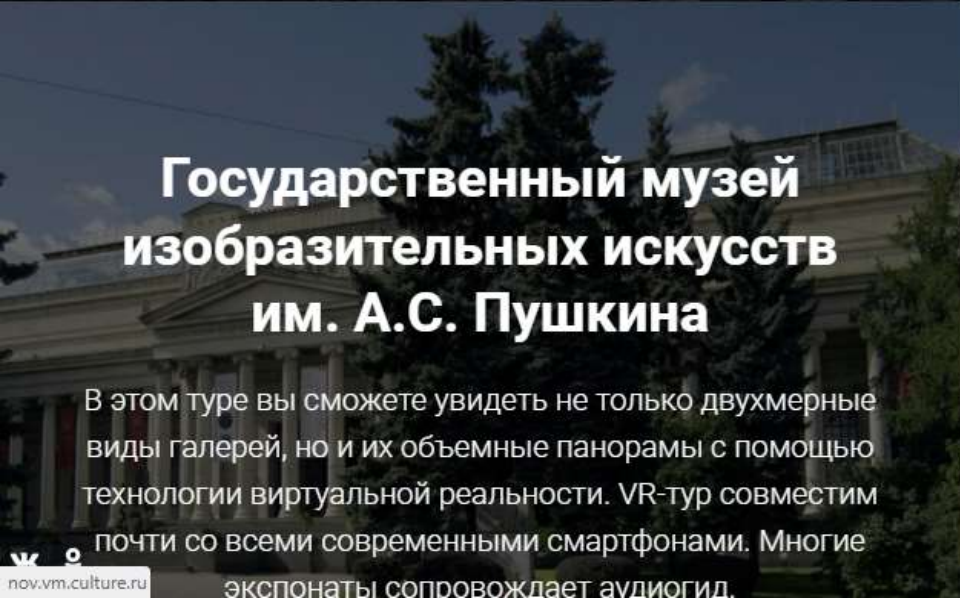 Государственный музей
изобразительных искусств
им. А.С. Пушкина
В этом туре вы сможете увидеть не только двухмерные
виды галерей, но и их объемные панорамы с помощью
технологии виртуальной реальности. VR-тур совместим
почти со всеми современными смартфонами. Многие
экспонаты сопровождает аудиогид.
nov.vm.culture.ru